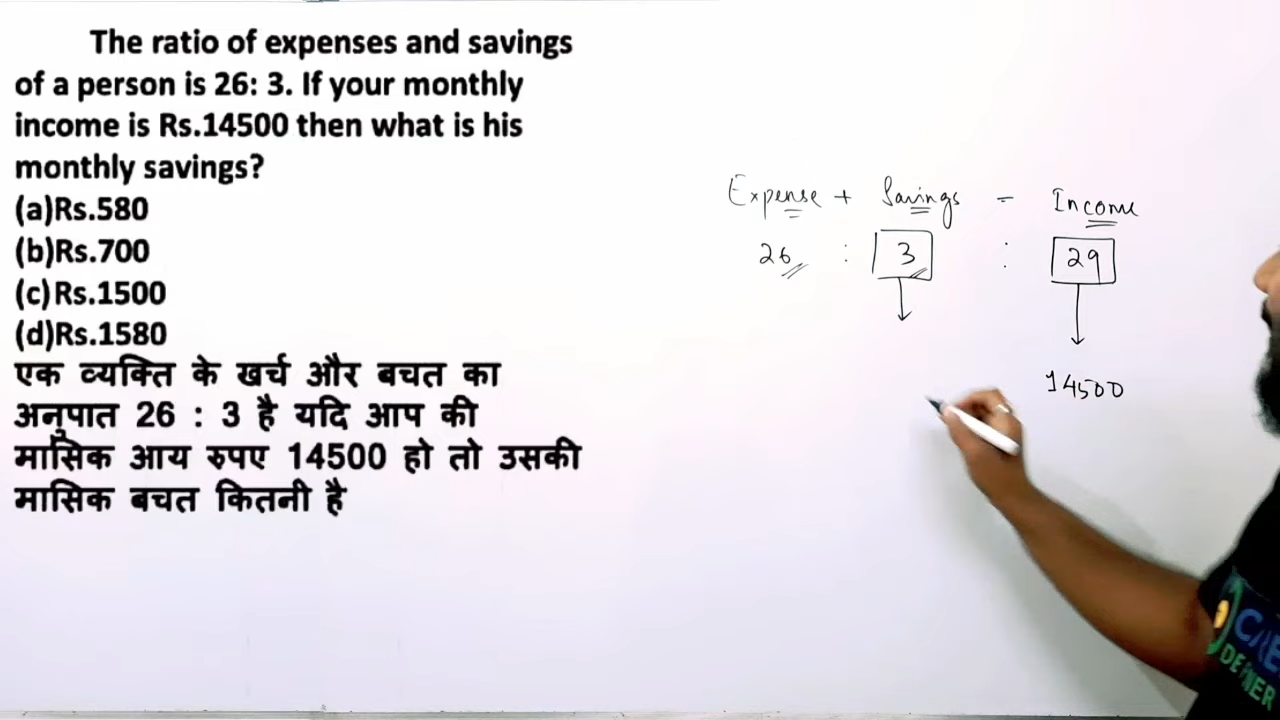 The ratio of expenses and savings
of a person is 26: 3. If your monthly
income is Rs.14500 then what is his
monthly savings?
(a)Rs.580
(b)Rs.700
(c)Rs.1500
(d)Rs.1580
एक व्यक्ति के खर्च और बचत का
अनुपात 26 : 3 है यदि आप की
मासिक आय रुपए 14500 हो तो उसकी
मासिक बचत कितनी है
Expense + Savings = Income
26 : 3 : 29
14500